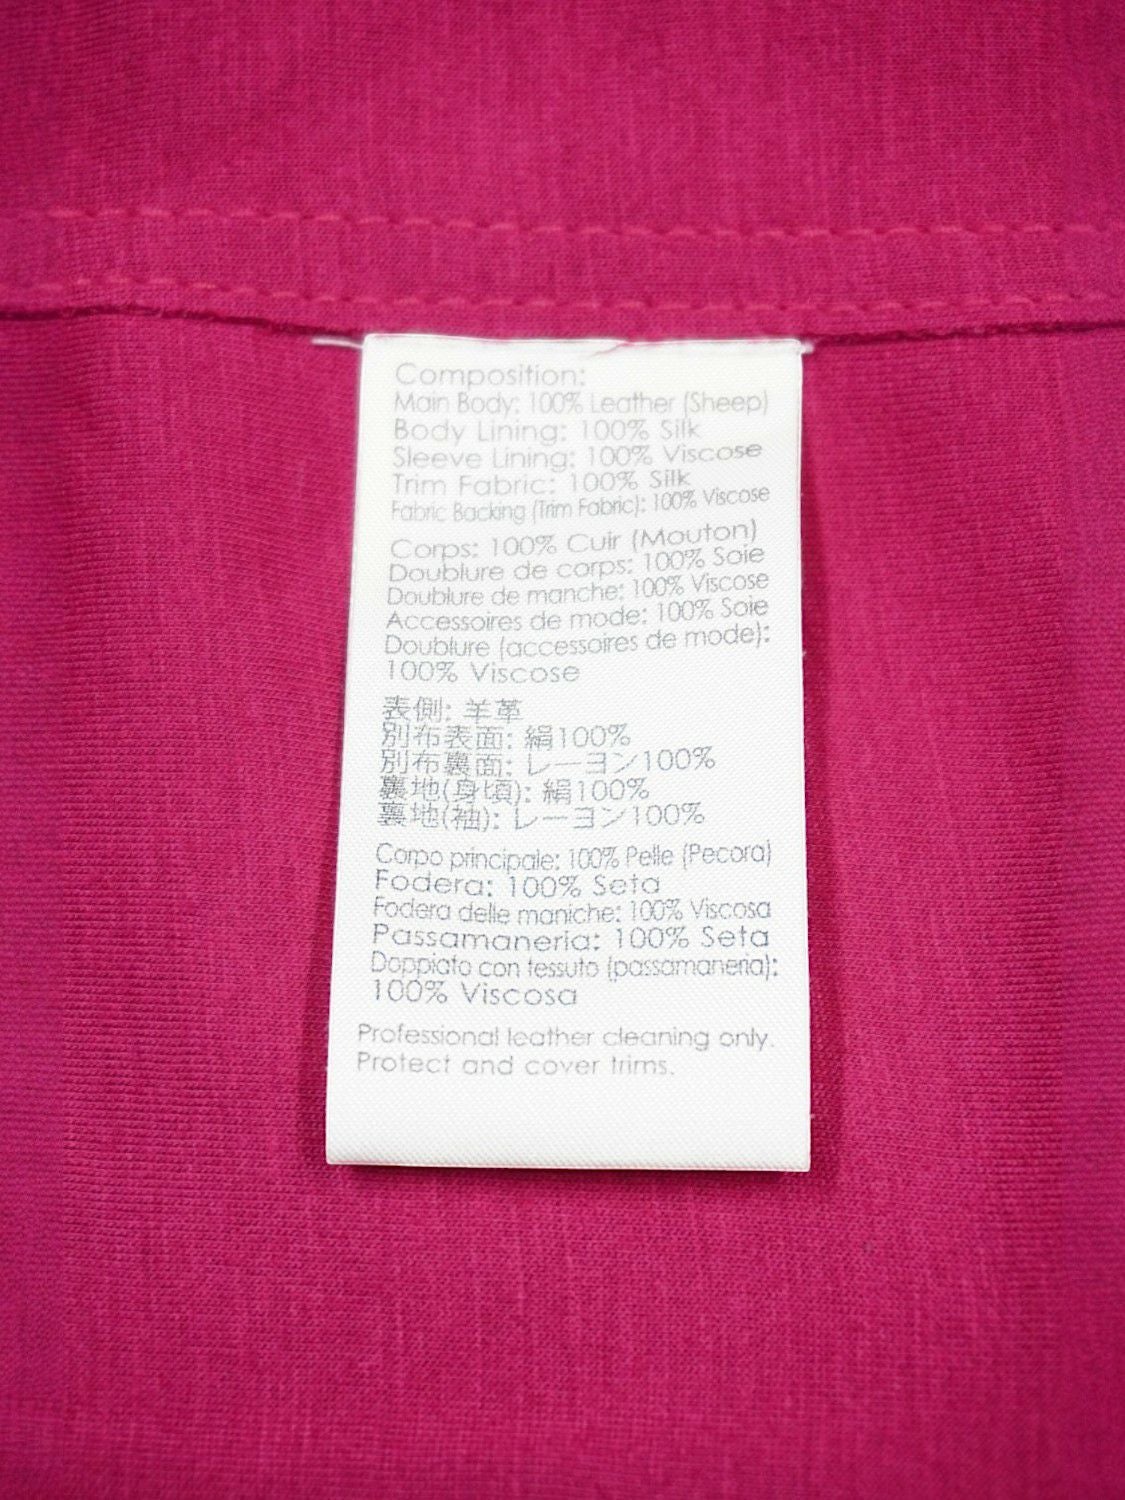 Composition:
Main Body: 100% Leather (Sheep)
Body Lining: 100% Silk
Sleeve Lining: 100% Viscose
Trim Fabric: 100% Silk
Fabric Backing (Trim Fabric): 100% Viscose
Corps: 100% Cuir (Mouton)
Doublure de corps: 100% Soie
Doublure de manche: 100% Viscose
Accessoires de mode: 100% Soie
Doublure (accessoires de mode):
100% Viscose
表側: 羊革
別布表面: 絹100%
別布裏面: レーヨン100%
裏地(身頃): 絹100%
裏地(袖): レーヨン100%
Corpo principale: 100% Pelle (Pecora)
Fodera: 100% Seta
Fodera delle maniche: 100% Viscosa
Passamaneria: 100% Seta
Doppiato con tessuto (passamaneria):
100% Viscosa
Professional leather cleaning only.
Protect and cover trims.